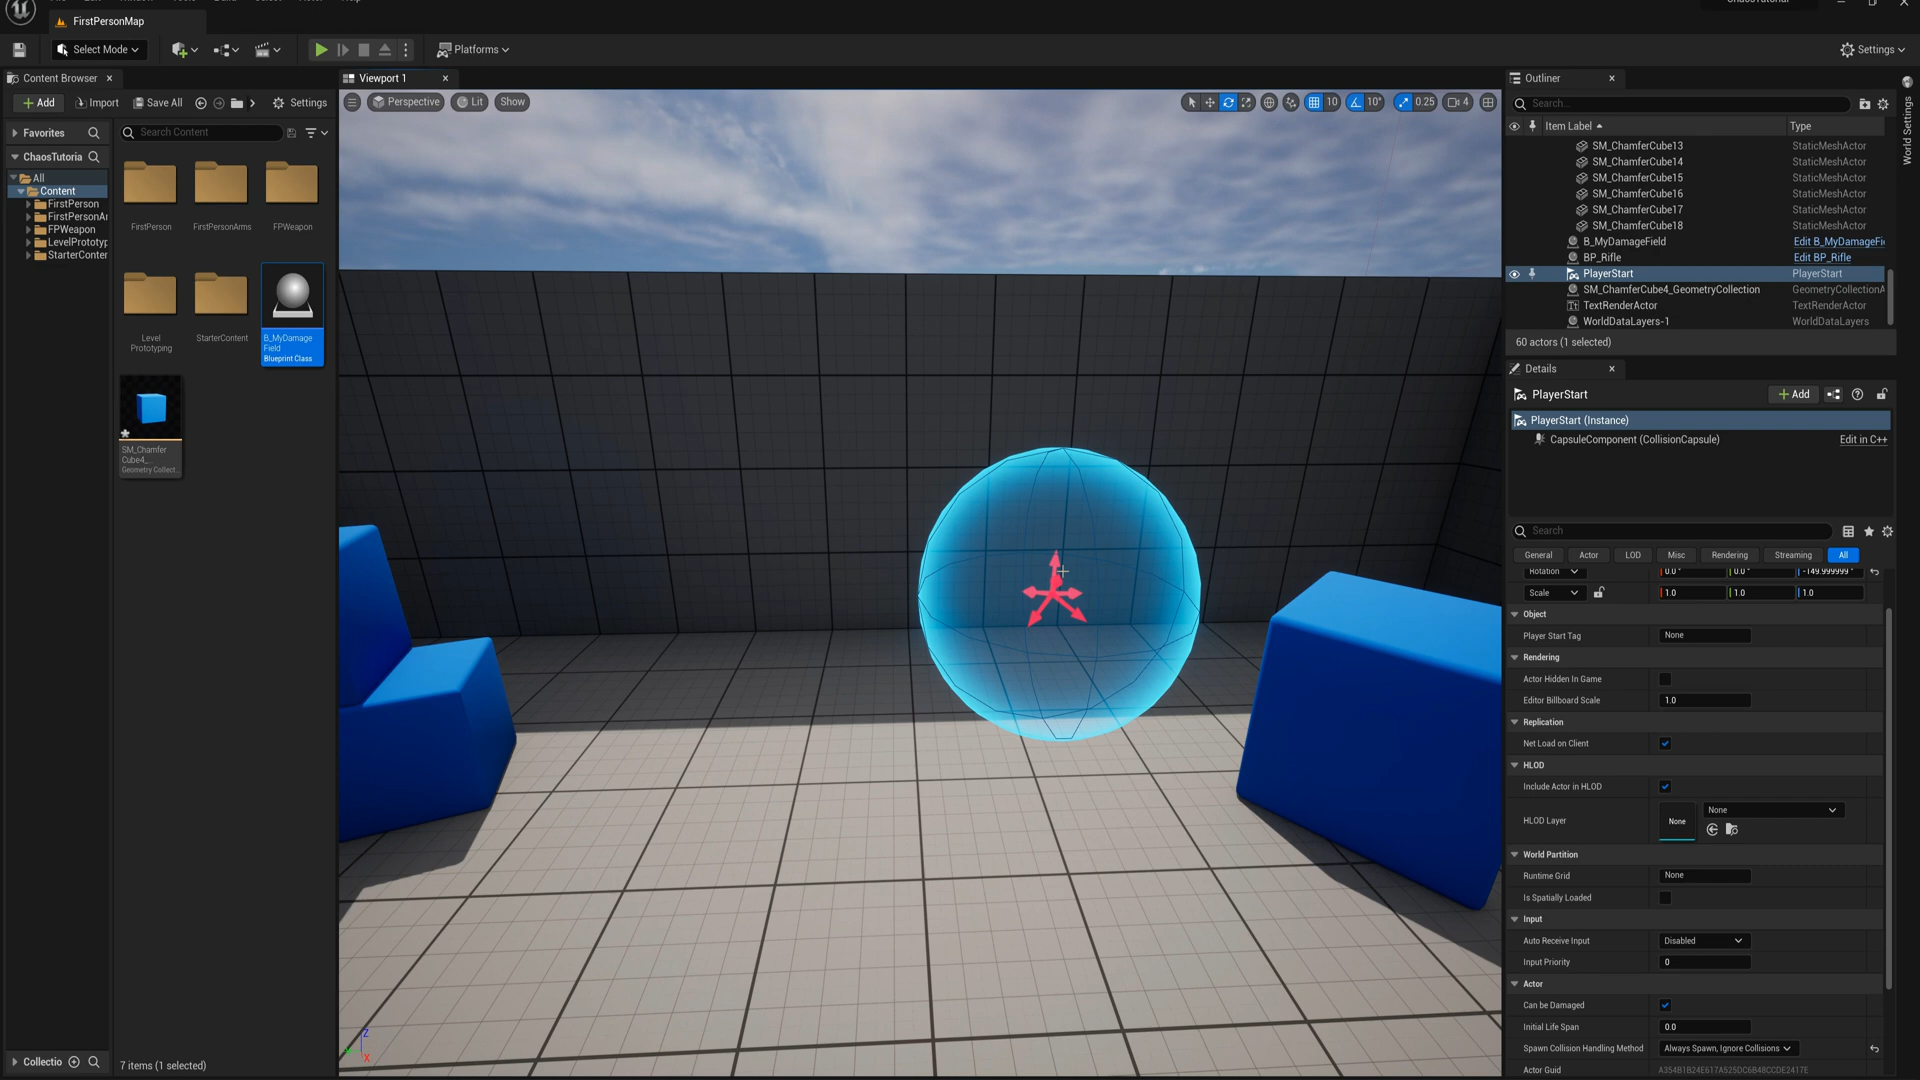 FirstPersonMap
Select Mode
Platforms
Settings
Content Browser
Add
Import
Save All
Settings
Favorites
Search Content
ChaosTutoria
All
Content
FirstPerson
FirstPersonAr
FPWeapon
LevelPrototyp
StarterConter
FirstPerson
FirstPersonArms
FPWeapon
Level
Prototyping
StarterContent
B_MyDamage
Field
Blueprint Class
SM_Chamfer
Cube4_...
Geometry Collect...
Collectio
7 items (1 selected)
Viewport 1
Perspective
Lit
Show
10
10°
0.25
4
Z
X
Outliner
Search...
Item Label
Type
SM_ChamferCube13
StaticMeshActor
SM_ChamferCube14
StaticMeshActor
SM_ChamferCube15
StaticMeshActor
SM_ChamferCube16
StaticMeshActor
SM_ChamferCube17
StaticMeshActor
SM_ChamferCube18
StaticMeshActor
B_MyDamageField
Edit B_MyDamageFi
BP_Rifle
Edit BP_Rifle
PlayerStart
PlayerStart
SM_ChamferCube4_GeometryCollection
GeometryCollectionA
TextRenderActor
TextRenderActor
WorldDataLayers-1
WorldDataLayers
60 actors (1 selected)
World Settings
Details
PlayerStart
Add
PlayerStart (Instance)
CapsuleComponent (CollisionCapsule)
Edit in C++
Search
General
Actor
LOD
Misc
Rendering
Streaming
All
Rotation
0.0 °
0.0 °
-149.999999 °
Scale
1.0
1.0
1.0
Object
Player Start Tag
None
Rendering
Actor Hidden In Game
Editor Billboard Scale
1.0
Replication
Net Load on Client
HLOD
Include Actor in HLOD
HLOD Layer
None
None
World Partition
Runtime Grid
None
Is Spatially Loaded
Input
Auto Receive Input
Disabled
Input Priority
0
Actor
Can be Damaged
Initial Life Span
0.0
Spawn Collision Handling Method
Always Spawn, Ignore Collisions
Actor Guid
A354B1B24E617A525DC6B48CCDE2417E